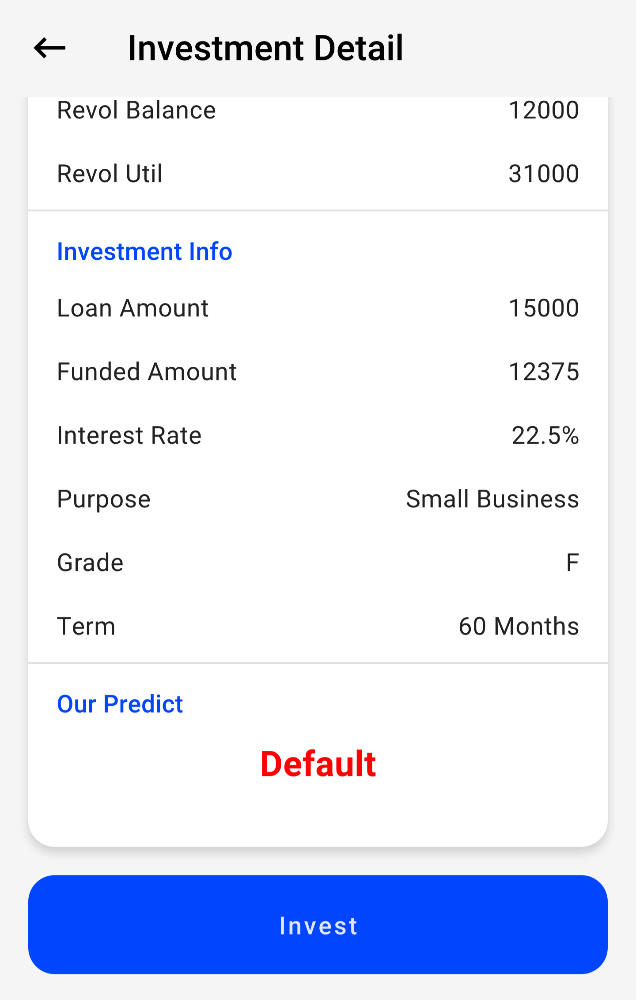 Investment Detail
Revol Balance 12000
Revol Util 31000
Investment Info
Loan Amount 15000
Funded Amount 12375
Interest Rate 22.5%
Purpose Small Business
Grade F
Term 60 Months
Our Predict
Default
Invest